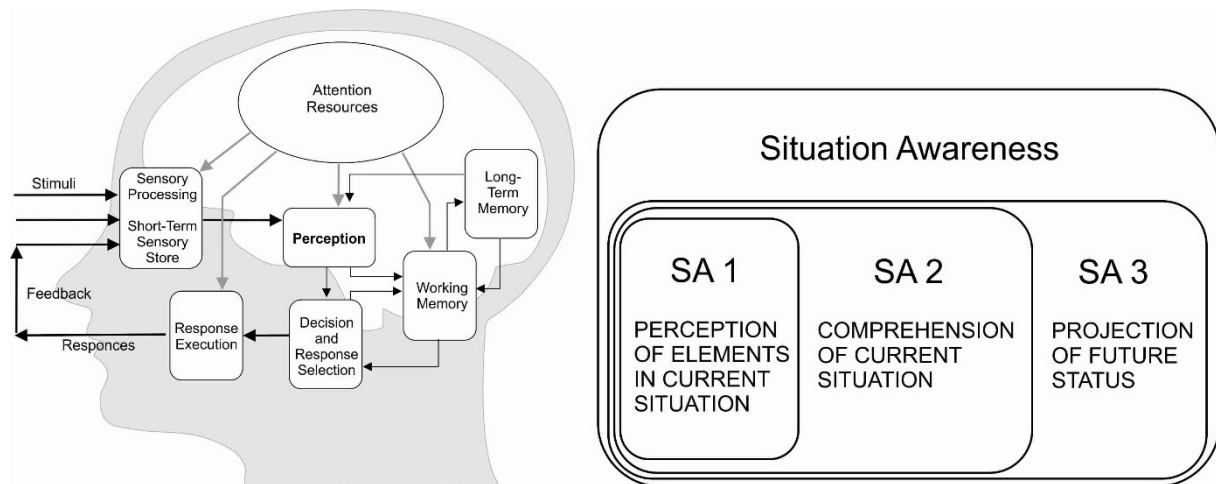 Attention
Resources
Stimuli
Sensory
Processing
Short-Term
Sensory
Store
Perception
Long-
Term
Memory
Working
Memory
Feedback
Responces
Response
Execution
Decision
and
Response
Selection
Situation Awareness
SA 1
PERCEPTION
OF ELEMENTS
IN CURRENT
SITUATION
SA 2
COMPREHENSION
OF CURRENT
SITUATION
SA 3
PROJECTION
OF FUTURE
STATUS